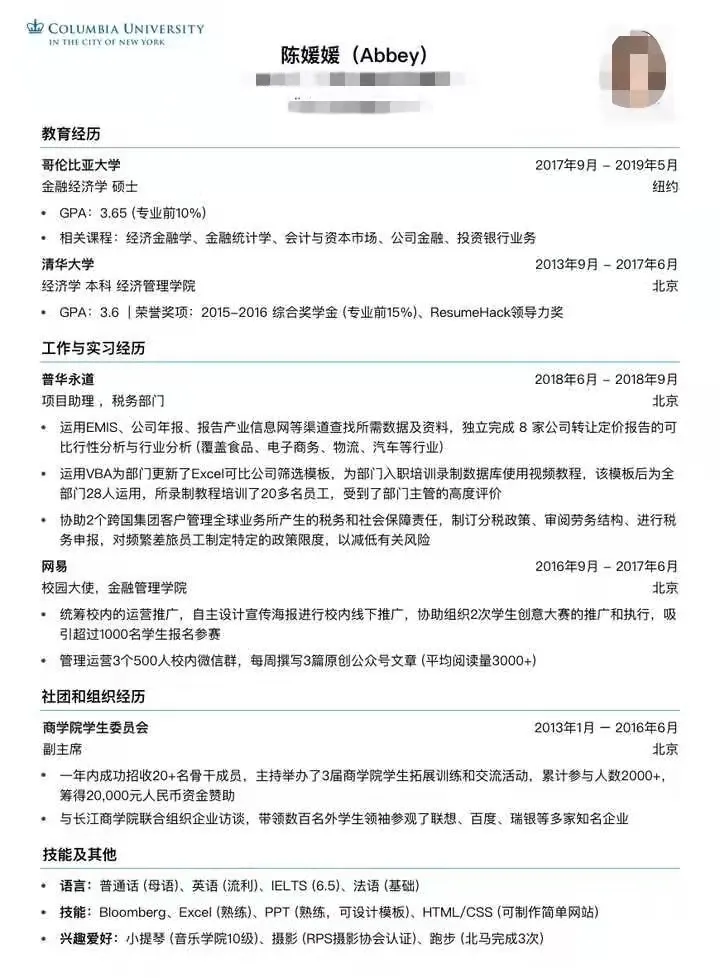 COLUMBIA UNIVERSITY
IN THE CITY OF NEW YORK
陈媛媛（Abbey）
教育经历
哥伦比亚大学 2017年9月 – 2019年5月
金融经济学 硕士 纽约
• GPA：3.65 (专业前10%)
• 相关课程：经济金融学、金融统计学、会计与资本市场、公司金融、投资银行业务
清华大学 2013年9月 – 2017年6月
经济学 本科 经济管理学院 北京
• GPA：3.6 | 荣誉奖项：2015–2016 综合奖学金 (专业前15%)、ResumeHack领导力奖
工作与实习经历
普华永道 2018年6月 – 2018年9月
项目助理 ，税务部门 北京
• 运用EMIS、公司年报、报告产业信息网等渠道查找所需数据及资料，独立完成 8 家公司转让定价报告的可
比行性分析与行业分析 (覆盖食品、电子商务、物流、汽车等行业)
• 运用VBA为部门更新了Excel可比公司筛选模板，为部门入职培训录制数据库使用视频教程，该模板后为全
部门28人运用，所录制教程培训了20多名员工，受到了部门主管的高度评价
• 协助2个跨国集团客户管理全球业务所产生的税务和社会保障责任，制订分税政策、审阅劳务结构、进行税
务申报，对频繁差旅员工制定特定的政策限度，以减低有关风险
网易 2016年9月 – 2017年6月
校园大使，金融管理学院 北京
• 统筹校内的运营推广，自主设计宣传海报进行校内线下推广，协助组织2次学生创意大赛的推广和执行，吸
引超过1000名学生报名参赛
• 管理运营3个500人校内微信群，每周撰写3篇原创公众号文章 (平均阅读量3000+)
社团和组织经历
商学院学生委员会 2013年1月 — 2016年6月
副主席 北京
• 一年内成功招收20+名骨干成员，主持举办了3届商学院学生拓展训练和交流活动，累计参与人数2000+，
筹得20,000元人民币资金赞助
• 与长江商学院联合组织企业访谈，带领数百名外学生领袖参观了联想、百度、瑞银等多家知名企业
技能及其他
• 语言：普通话 (母语)、英语 (流利)、IELTS (6.5)、法语 (基础)
• 技能：Bloomberg、Excel (熟练)、PPT (熟练，可设计模板)、HTML/CSS (可制作简单网站)
• 兴趣爱好：小提琴 (音乐学院10级)、摄影 (RPS摄影协会认证)、跑步 (北马完成3次)